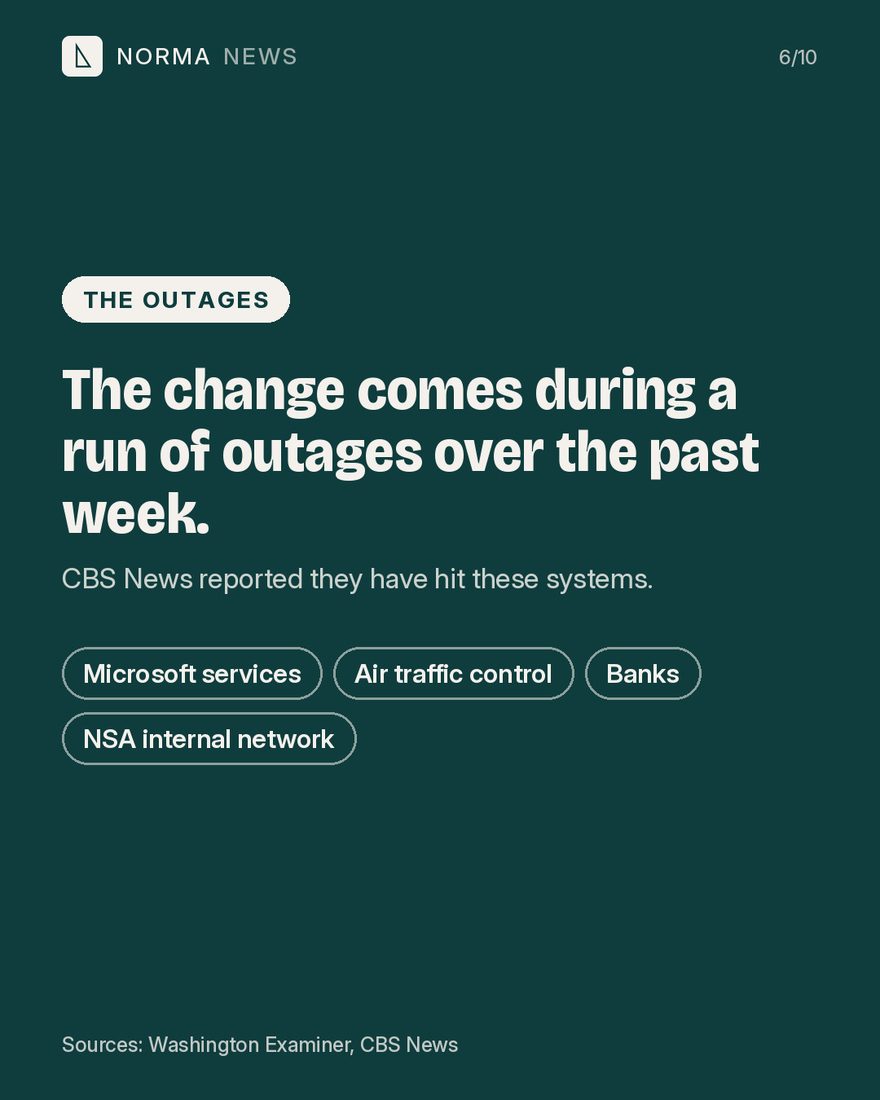 NORMA NEWS
6/10
THE OUTAGES
The change comes during a
run of outages over the past
week.
CBS News reported they have hit these systems.
Microsoft services
Air traffic control
Banks
NSA internal network
Sources: Washington Examiner, CBS News